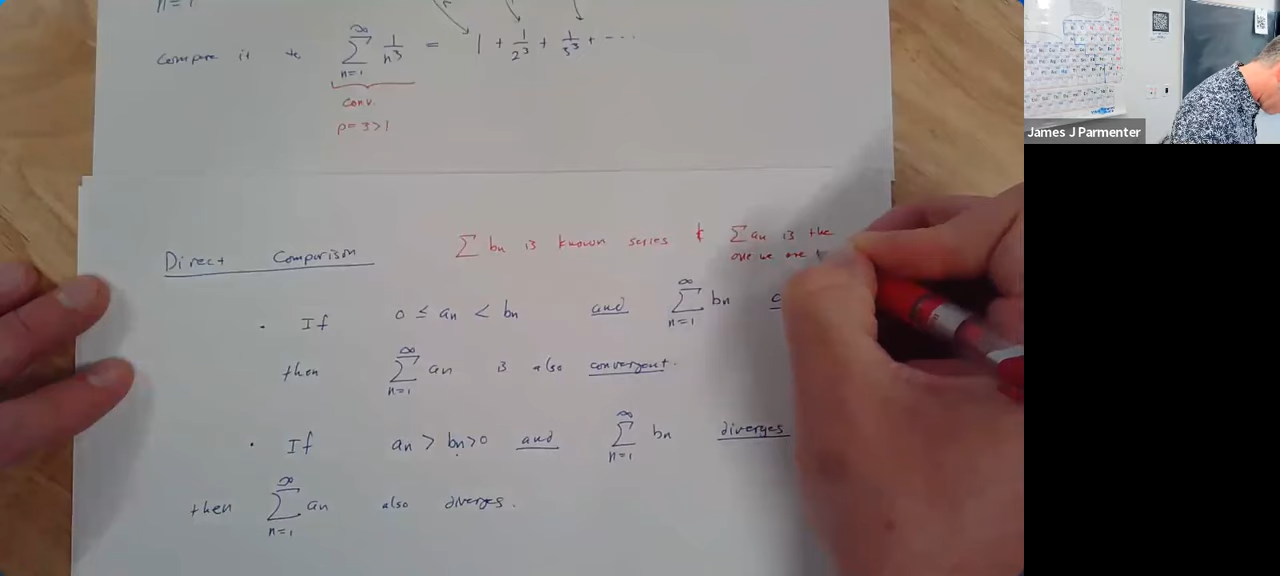 n=1
Compare it to ∞∑n=1 1/n³ = 1 + 1/2³ + 1/3³ + ...
conv.
p=3>1
Direct Comparison ∑ bn is known series & ∑ an is the
one we are
· If 0 ≤ an < bn and ∞∑n=1 bn
then ∞∑n=1 an is also convergent.
· If an > bn>0 and ∞∑n=1 bn diverges
then ∞∑n=1 an also diverges.
James J Parmenter